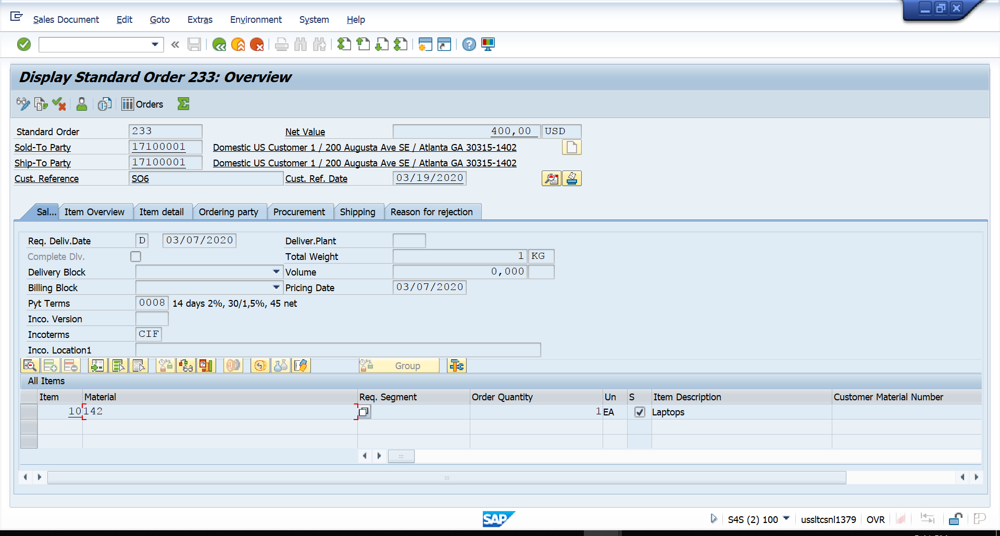 Sales Document Edit Goto Extras Environment System Help
Display Standard Order 233: Overview
Orders
Standard Order 233 Net Value 400,00 USD
Sold-To Party 17100001 Domestic US Customer 1 / 200 Augusta Ave SE / Atlanta GA 30315-1402
Ship-To Party 17100001 Domestic US Customer 1 / 200 Augusta Ave SE / Atlanta GA 30315-1402
Cust. Reference SO6 Cust. Ref. Date 03/19/2020
Sal... Item Overview Item detail Ordering party Procurement Shipping Reason for rejection
Req. Deliv.Date D 03/07/2020 Deliver.Plant
Complete Dlv. Total Weight 1 KG
Delivery Block Volume 0,000
Billing Block Pricing Date 03/07/2020
Pyt Terms 0008 14 days 2%, 30/1,5%, 45 net
Inco. Version
Incoterms CIF
Inco. Location1
Group
All Items
Item Material Req. Segment Order Quantity Un S Item Description Customer Material Number
10 142 1 EA Laptops
SAP S4S (2) 100 ussltcsnl1379 OVR